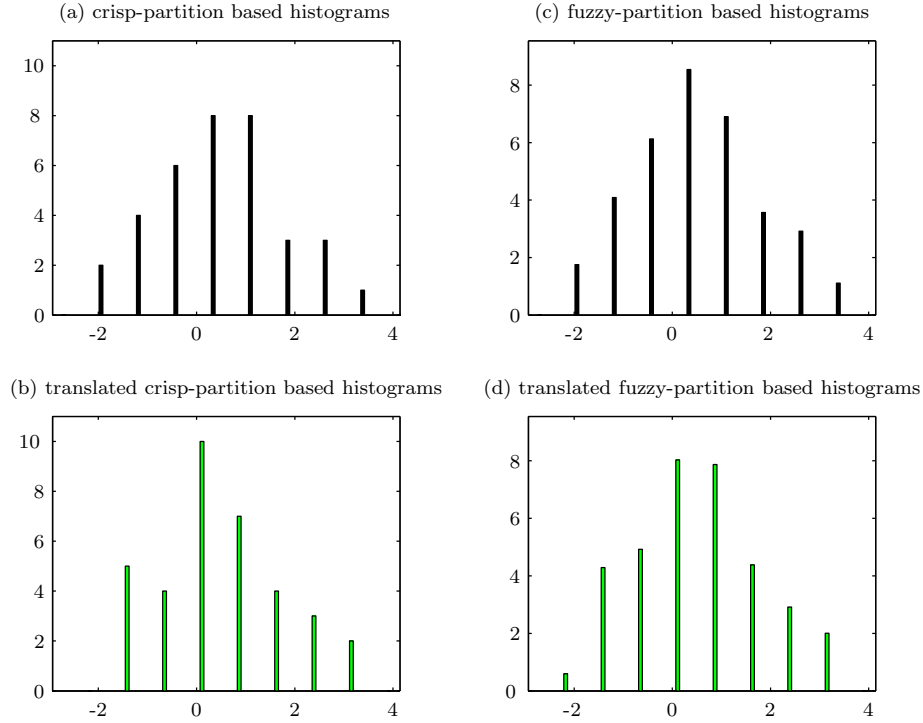 (a) crisp-partition based histograms
10
8
6
4
2
0
-2 0 2 4
(c) fuzzy-partition based histograms
8
6
4
2
0
-2 0 2 4
(b) translated crisp-partition based histograms
10
8
6
4
2
0
-2 0 2 4
(d) translated fuzzy-partition based histograms
8
6
4
2
0
-2 0 2 4